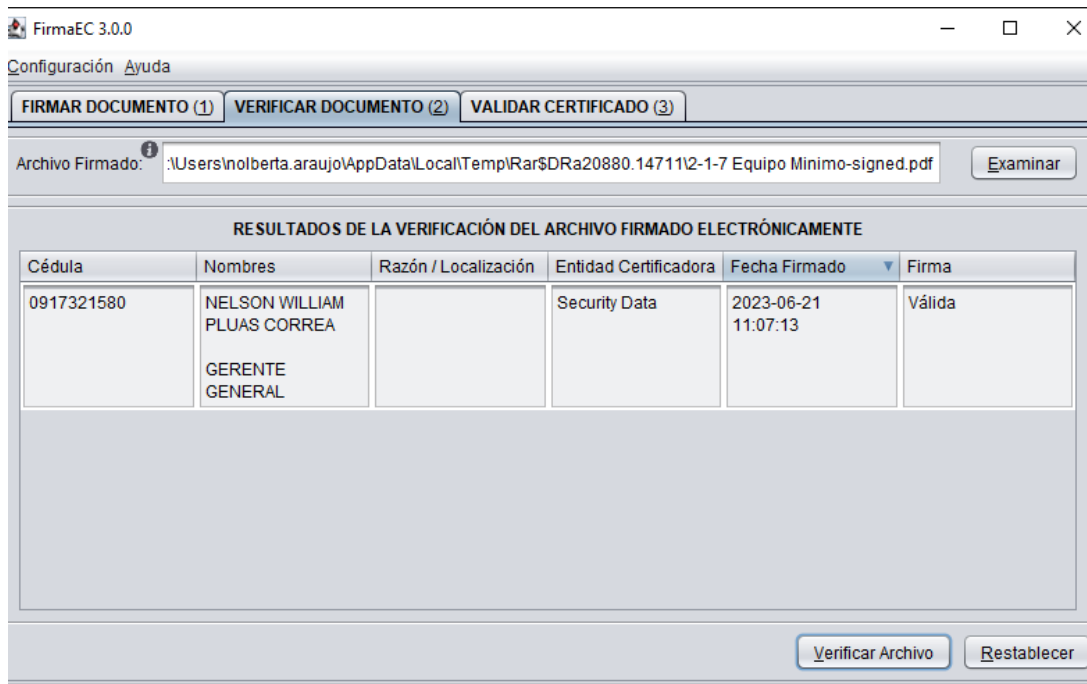 FirmaEC 3.0.0
Configuración Ayuda
FIRMAR DOCUMENTO (1) VERIFICAR DOCUMENTO (2) VALIDAR CERTIFICADO (3)
Archivo Firmado: :\Users\nolberta.araujo\AppData\Local\Temp\Rar$DRa20880.14711\2-1-7 Equipo Minimo-signed.pdf Examinar
RESULTADOS DE LA VERIFICACIÓN DEL ARCHIVO FIRMADO ELECTRÓNICAMENTE
Cédula Nombres Razón / Localización Entidad Certificadora Fecha Firmado Firma
0917321580 NELSON WILLIAM Security Data 2023-06-21 Válida
PLUAS CORREA 11:07:13
GERENTE
GENERAL
Verificar Archivo Restablecer